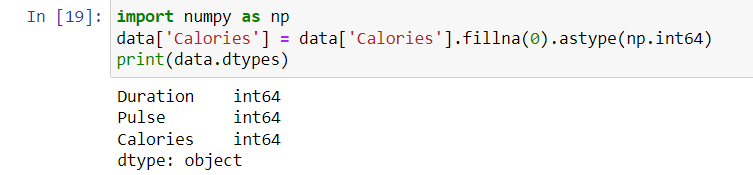 In [19]: import numpy as np
data['Calories'] = data['Calories'].fillna(0).astype(np.int64)
print(data.dtypes)
Duration    int64
Pulse       int64
Calories    int64
dtype: object